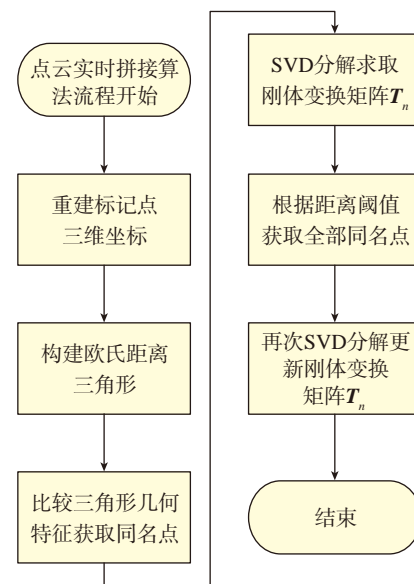 点云实时拼接算
法流程开始
重建标记点
三维坐标
构建欧氏距离
三角形
比较三角形几何
特征获取同名点
SVD分解求取
刚体变换矩阵Tn
根据距离阈值
获取全部同名点
再次SVD分解更
新刚体变换
矩阵Tn
结束